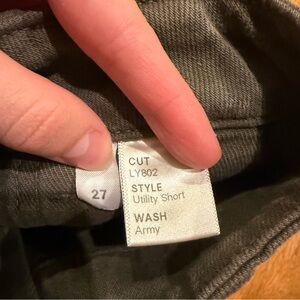 27
CUT
LY802
STYLE
Utility Short
WASH
Army